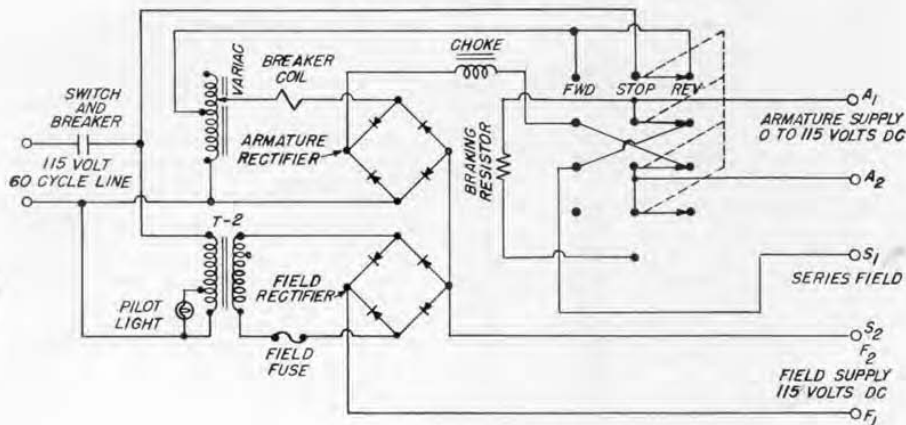 SWITCH
AND
BREAKER
115 VOLT
60 CYCLE LINE
VARIAC
BREAKER
COIL
ARMATURE
RECTIFIER
CHOKE
BRAKING
RESISTOR
FWD
STOP
REV
A1
ARMATURE SUPPLY
0 TO 115 VOLTS DC
A2
S1
SERIES FIELD
S2
F2
FIELD SUPPLY
115 VOLTS DC
F1
T-2
PILOT
LIGHT
FIELD
RECTIFIER
FIELD
FUSE